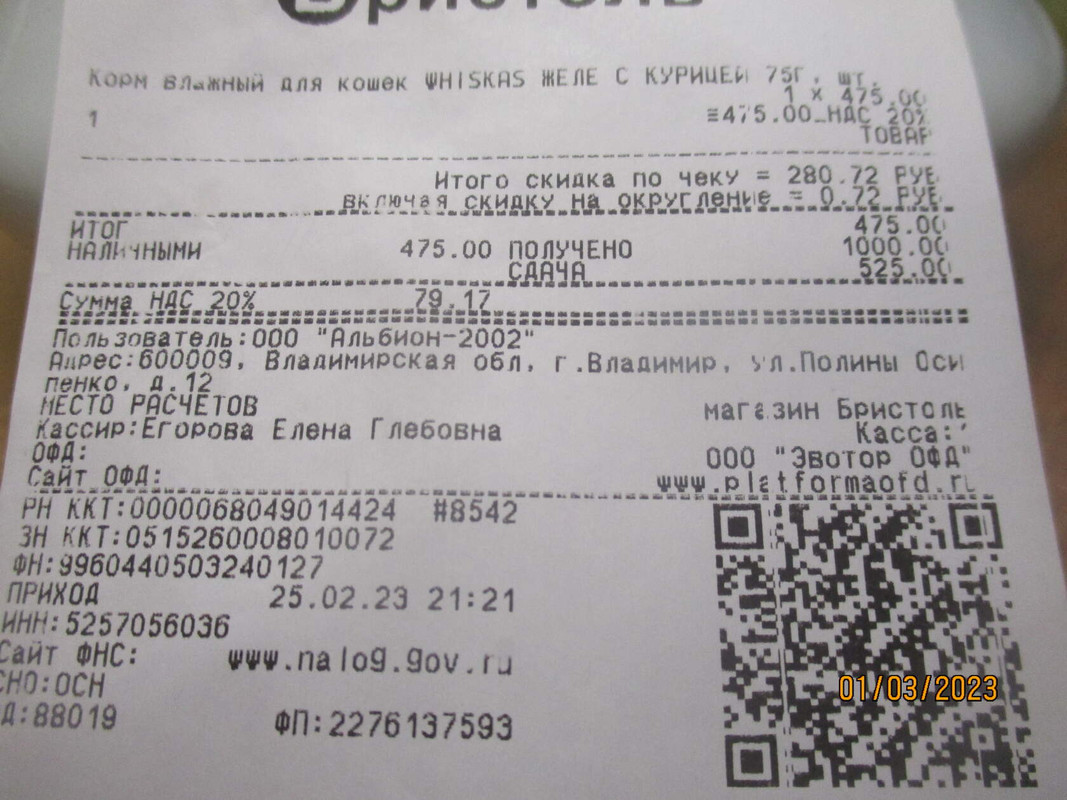 Бристоль
Корм влажный для кошек WHISKAS ЖЕЛЕ С КУРИЦЕЙ 75Г, шт.
1 x 475.00
1 ≡475.00_НДС 20%
ТОВАР
Итого скидка по чеку = 280.72 РУБ
включая скидку на округление = 0.72 РУБ
ИТОГ 475.00
НАЛИЧНЫМИ 475.00 ПОЛУЧЕНО 1000.00
СДАЧА 525.00
Сумма НДС 20% 79.17
Пользователь:ООО "Альбион-2002"
Адрес:600009, Владимирская обл, г.Владимир, ул.Полины Оси
пенко, д.12
МЕСТО РАСЧЕТОВ магазин Бристоль
Кассир:Егорова Елена Глебовна Касса:
ОФД: ООО "Эвотор ОФД"
Сайт ОФД: www.platformaofd.ru
РН ККТ:0000068049014424 #8542
ЗН ККТ:0515260008010072
ФН:9960440503240127
ПРИХОД 25.02.23 21:21
ИНН:5257056036
Сайт ФНС: www.nalog.gov.ru
СНО:ОСН
Д:88019 ФП:2276137593
01/03/2023